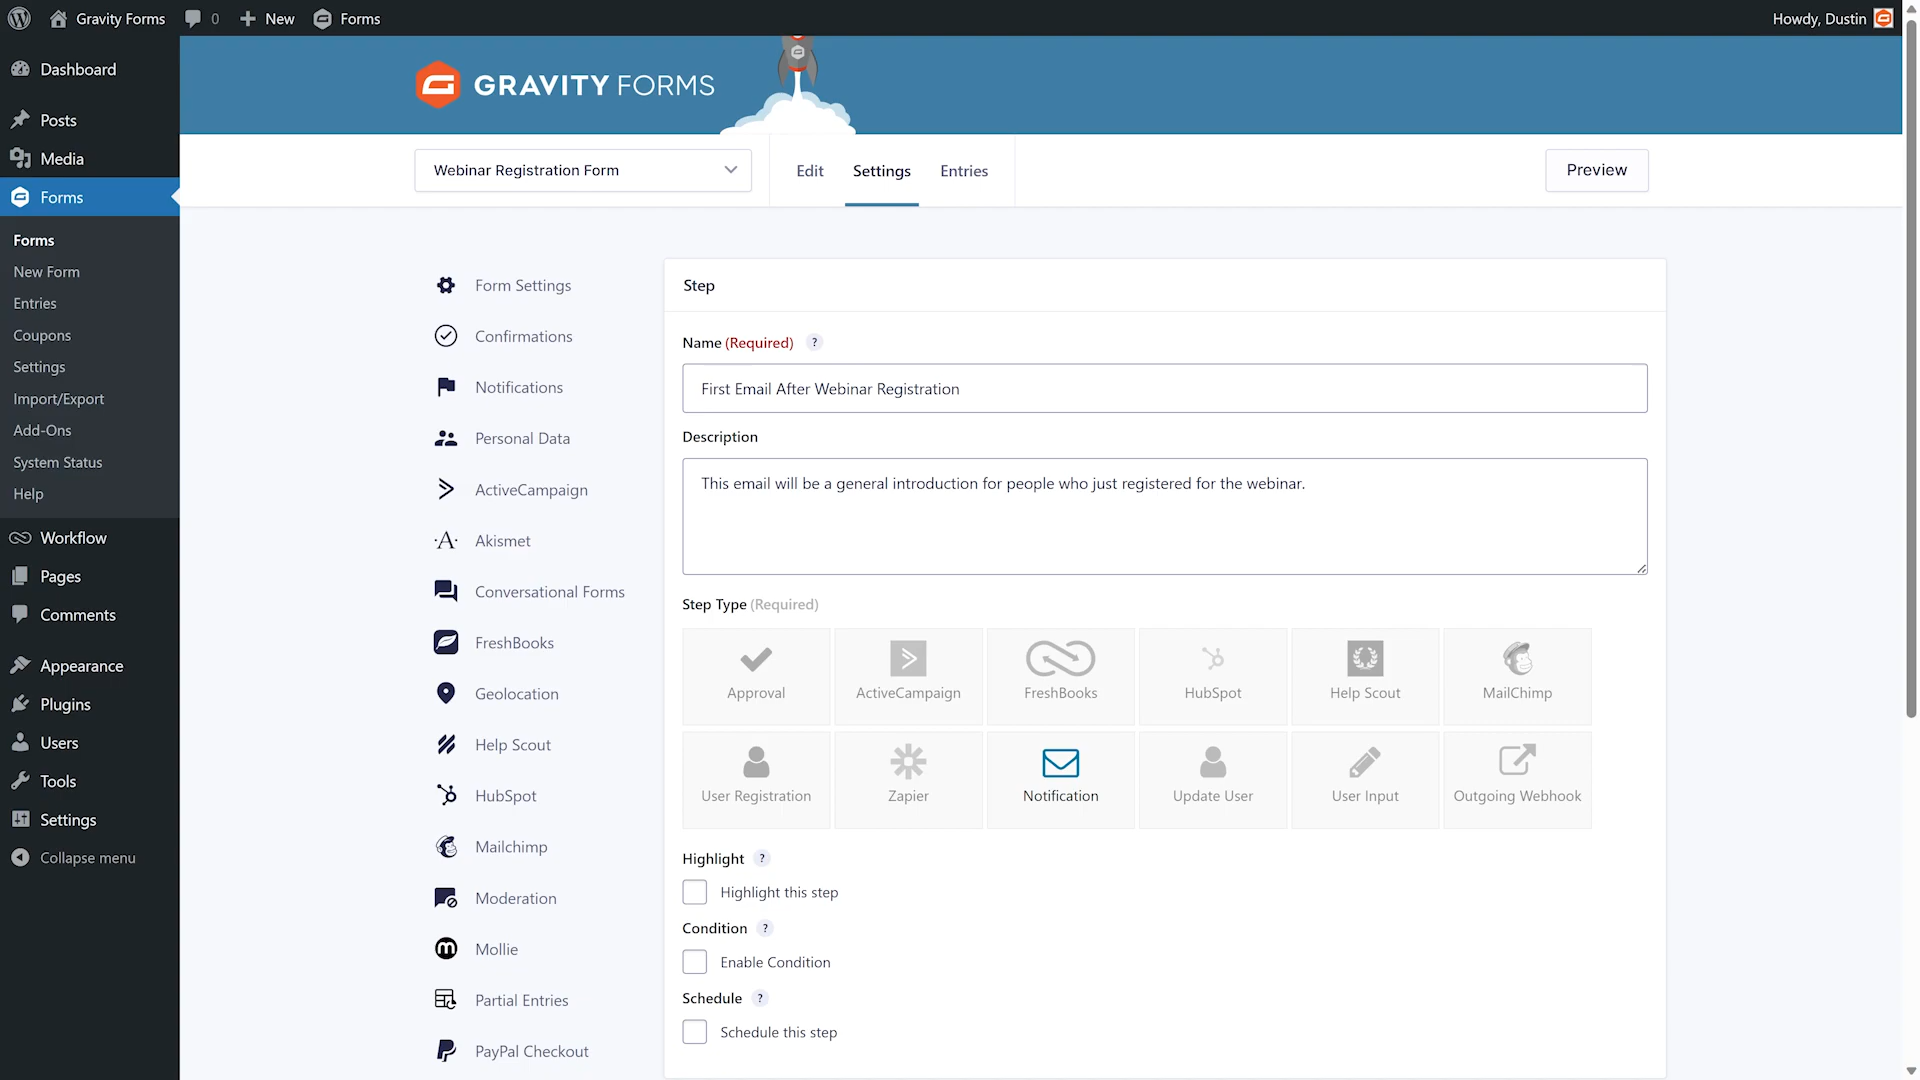 Gravity Forms
0
New
Forms
Howdy, Dustin
Dashboard
Posts
Media
Forms
Forms
New Form
Entries
Coupons
Settings
Import/Export
Add-Ons
System Status
Help
Workflow
Pages
Comments
Appearance
Plugins
Users
Tools
Settings
Collapse menu
GRAVITY FORMS
Webinar Registration Form
Edit
Settings
Entries
Preview
Form Settings
Confirmations
Notifications
Personal Data
ActiveCampaign
Akismet
Conversational Forms
FreshBooks
Geolocation
Help Scout
HubSpot
Mailchimp
Moderation
Mollie
Partial Entries
PayPal Checkout
Step
Name (Required) ?
First Email After Webinar Registration
Description
This email will be a general introduction for people who just registered for the webinar.
Step Type (Required)
Approval
ActiveCampaign
FreshBooks
HubSpot
Help Scout
MailChimp
User Registration
Zapier
Notification
Update User
User Input
Outgoing Webhook
Highlight ?
Highlight this step
Condition ?
Enable Condition
Schedule ?
Schedule this step